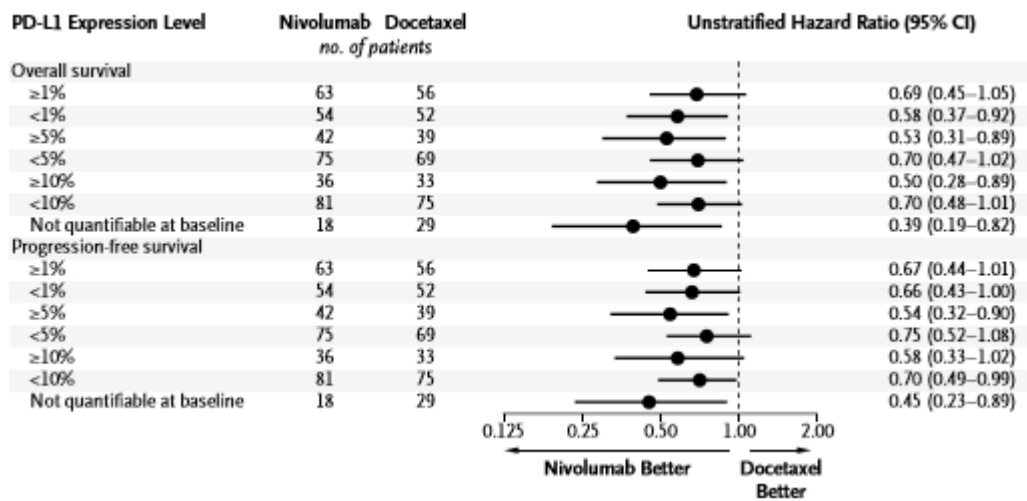 PD-L1 Expression Level Nivolumab Docetaxel Unstratified Hazard Ratio (95% CI)
no. of patients
Overall survival
≥1% 63 56 0.69 (0.45–1.05)
<1% 54 52 0.58 (0.37–0.92)
≥5% 42 39 0.53 (0.31–0.89)
<5% 75 69 0.70 (0.47–1.02)
≥10% 36 33 0.50 (0.28–0.89)
<10% 81 75 0.70 (0.48–1.01)
Not quantifiable at baseline 18 29 0.39 (0.19–0.82)
Progression-free survival
≥1% 63 56 0.67 (0.44–1.01)
<1% 54 52 0.66 (0.43–1.00)
≥5% 42 39 0.54 (0.32–0.90)
<5% 75 69 0.75 (0.52–1.08)
≥10% 36 33 0.58 (0.33–1.02)
<10% 81 75 0.70 (0.49–0.99)
Not quantifiable at baseline 18 29 0.45 (0.23–0.89)
0.125 0.25 0.50 1.00 2.00
Nivolumab Better Docetaxel
Better